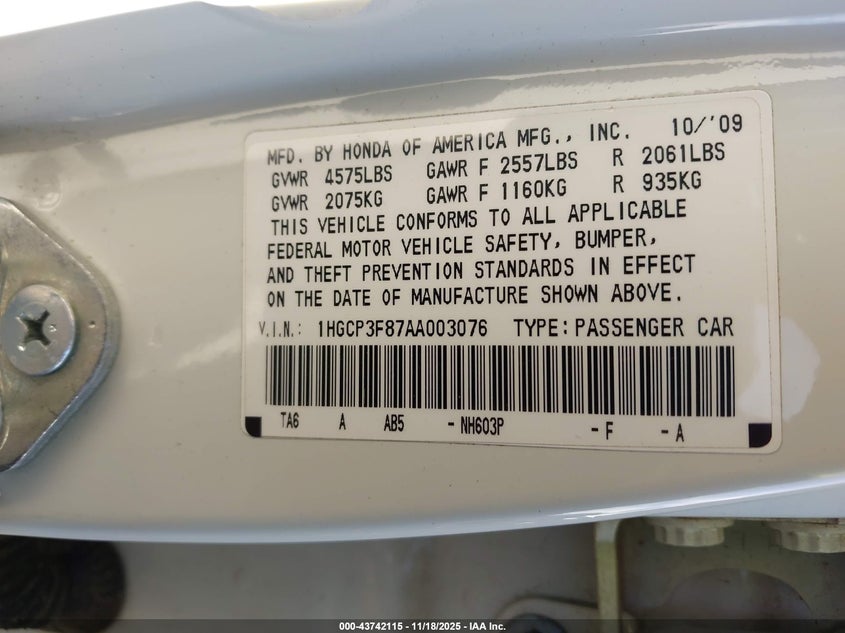 MFD. BY HONDA OF AMERICA MFG., INC. 10/'09
GVWR 4575LBS GAWR F 2557LBS R 2061LBS
GVWR 2075KG GAWR F 1160KG R 935KG
THIS VEHICLE CONFORMS TO ALL APPLICABLE
FEDERAL MOTOR VEHICLE SAFETY, BUMPER,
AND THEFT PREVENTION STANDARDS IN EFFECT
ON THE DATE OF MANUFACTURE SHOWN ABOVE.
V.I.N.: 1HGCP3F87AA003076 TYPE: PASSENGER CAR
TA6 A AB5 -NH603P -F -A
000-43742115 - 11/18/2025 - IAA Inc.